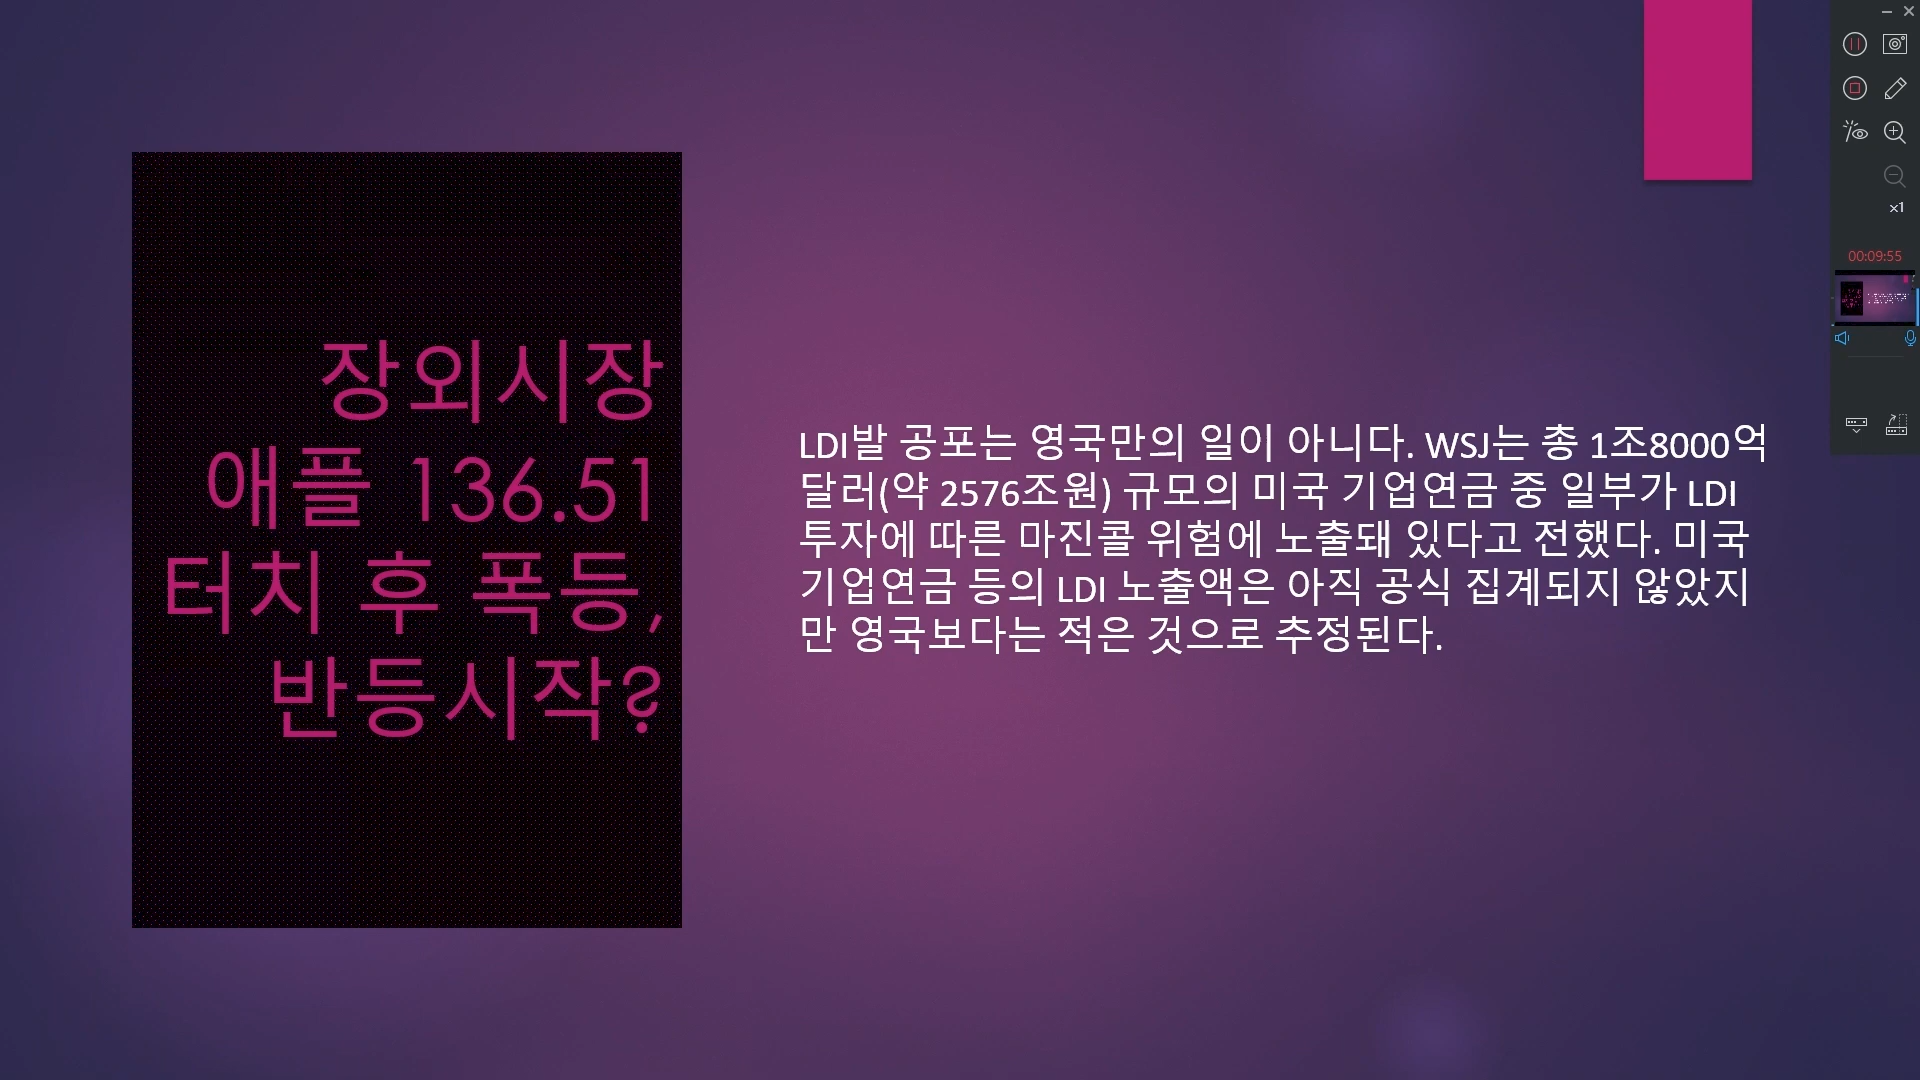 장외시장
애플 136.51
터치 후 폭등,
반등시작?
LDI발 공포는 영국만의 일이 아니다. WSJ는 총 1조8000억
달러(약 2576조원) 규모의 미국 기업연금 중 일부가 LDI
투자에 따른 마진콜 위험에 노출돼 있다고 전했다. 미국
기업연금 등의 LDI 노출액은 아직 공식 집계되지 않았지
만 영국보다는 적은 것으로 추정된다.
x1
00:09:55